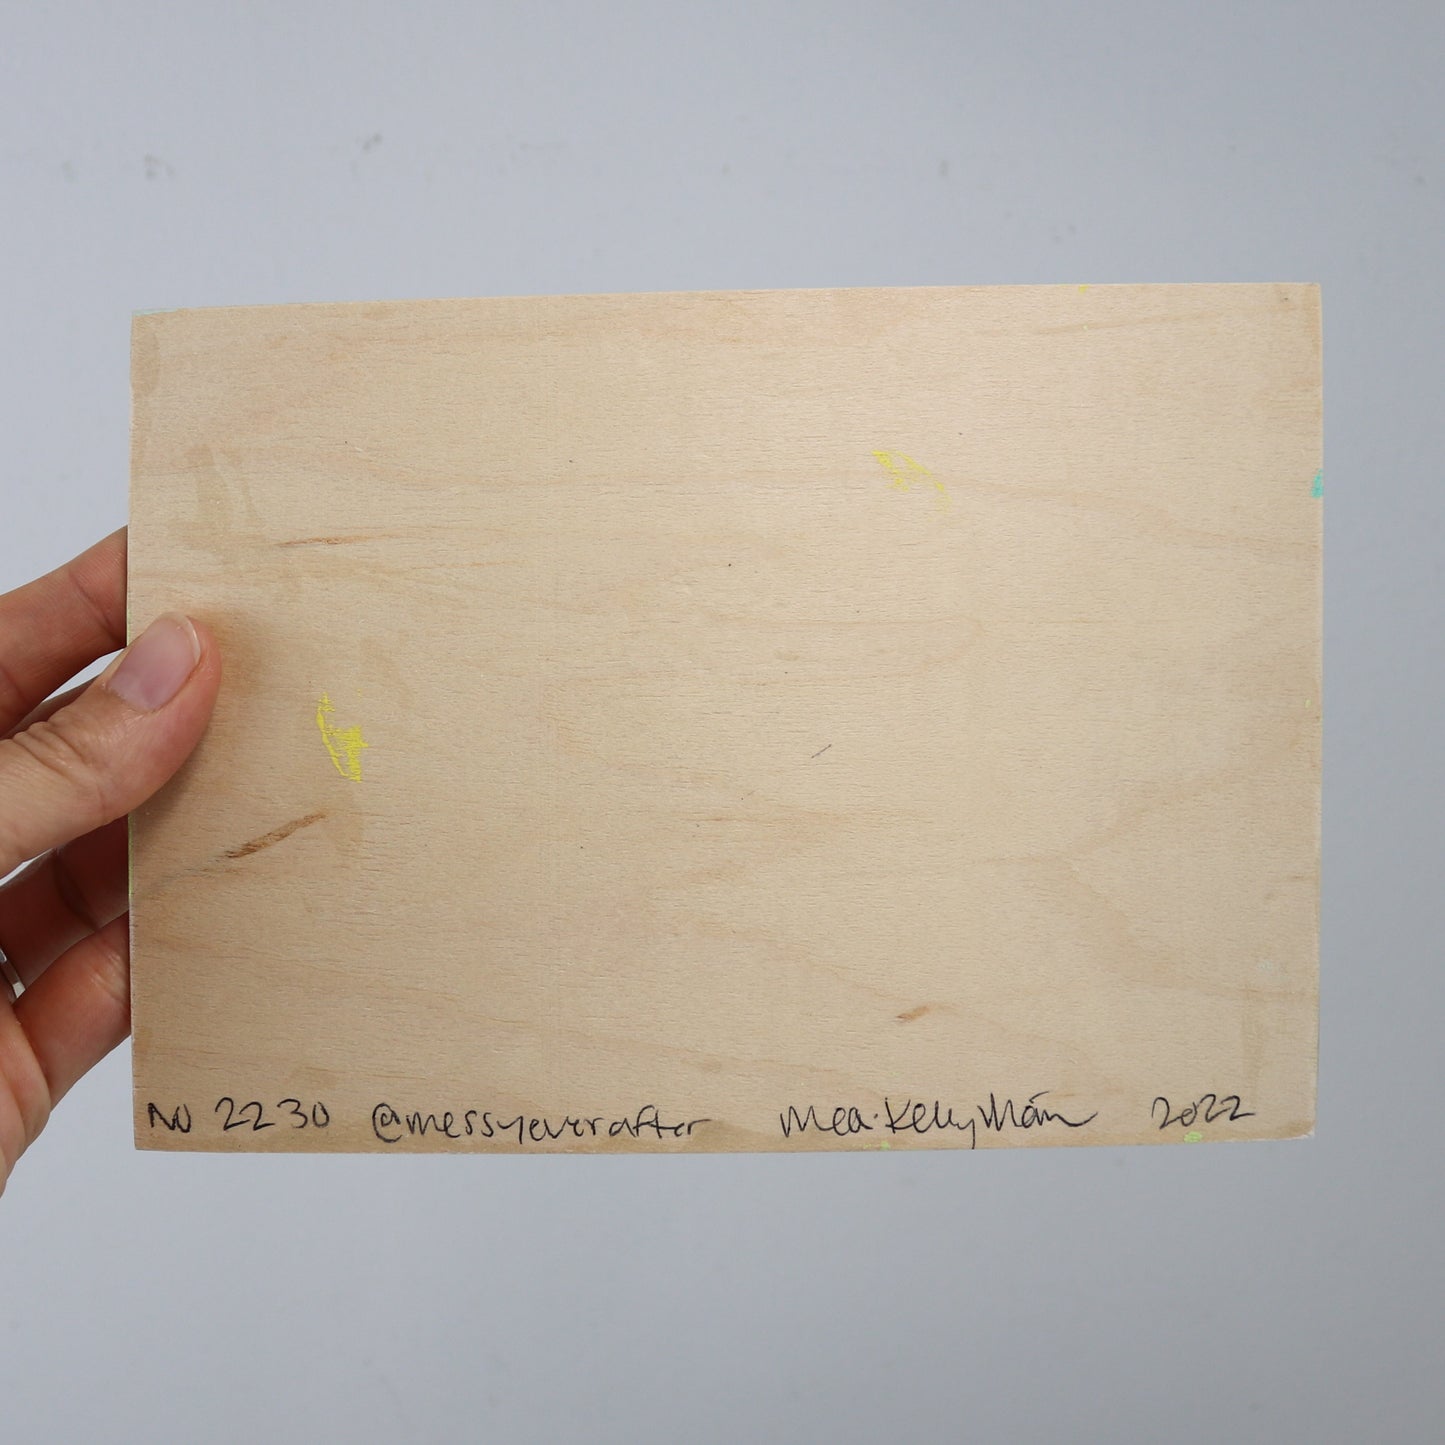 NO 2230 @messyeverafter Mea Kelly Mán 2022